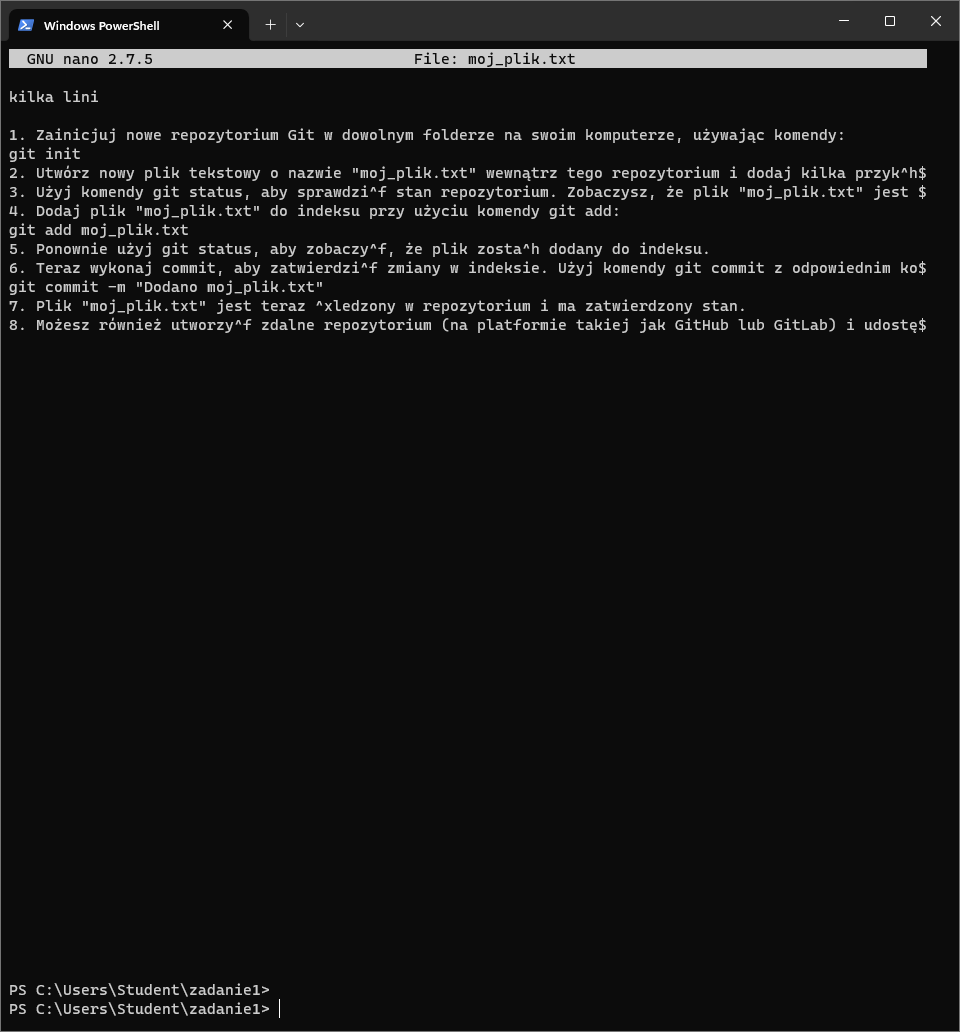 Windows PowerShell
GNU nano 2.7.5 File: moj_plik.txt
kilka lini
1. Zainicjuj nowe repozytorium Git w dowolnym folderze na swoim komputerze, używając komendy:
git init
2. Utwórz nowy plik tekstowy o nazwie "moj_plik.txt" wewnątrz tego repozytorium i dodaj kilka przyk^h$
3. Użyj komendy git status, aby sprawdzi^f stan repozytorium. Zobaczysz, że plik "moj_plik.txt" jest $
4. Dodaj plik "moj_plik.txt" do indeksu przy użyciu komendy git add:
git add moj_plik.txt
5. Ponownie użyj git status, aby zobaczy^f, że plik zosta^h dodany do indeksu.
6. Teraz wykonaj commit, aby zatwierdzi^f zmiany w indeksie. Użyj komendy git commit z odpowiednim ko$
git commit -m "Dodano moj_plik.txt"
7. Plik "moj_plik.txt" jest teraz ^xledzony w repozytorium i ma zatwierdzony stan.
8. Możesz również utworzy^f zdalne repozytorium (na platformie takiej jak GitHub lub GitLab) i udostę$
PS C:\Users\Student\zadanie1>
PS C:\Users\Student\zadanie1>